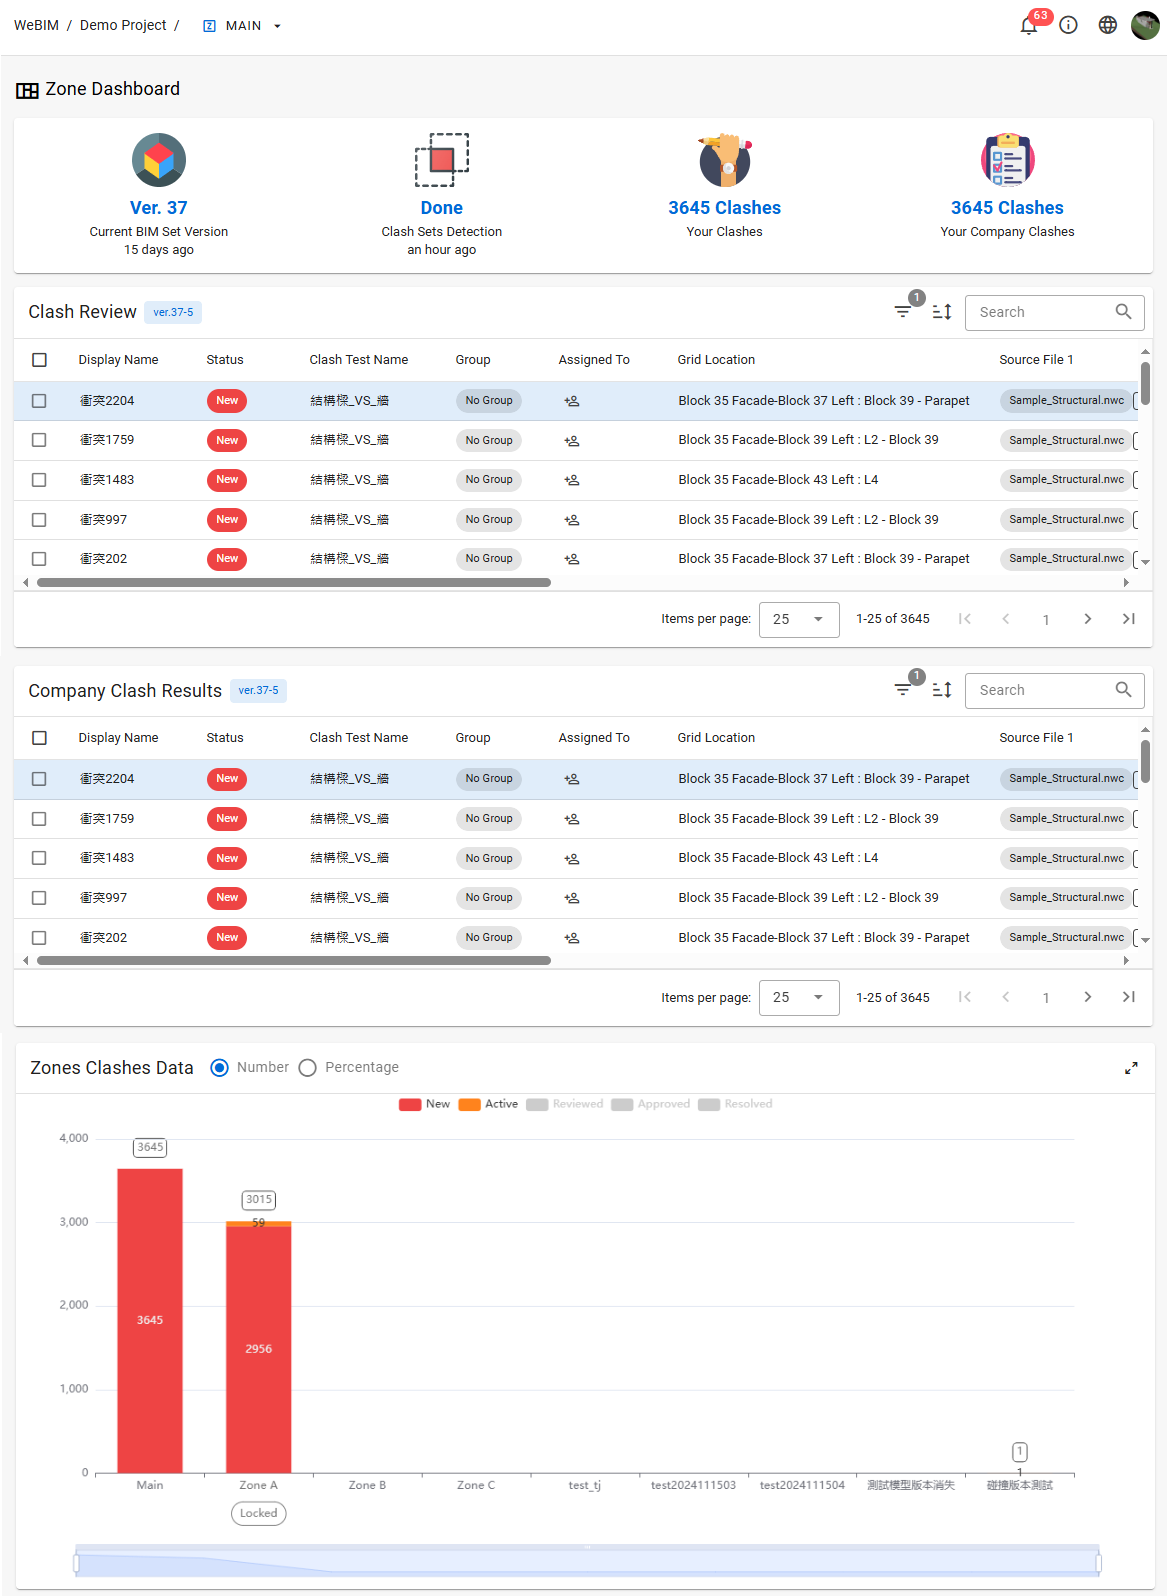 WeBIM / Demo Project / Z MAIN
63
Zone Dashboard
Ver. 37
Current BIM Set Version
15 days ago
Done
Clash Sets Detection
an hour ago
3645 Clashes
Your Clashes
3645 Clashes
Your Company Clashes
Clash Review ver.37-5 1 Search
Display Name Status Clash Test Name Group Assigned To Grid Location Source File 1
衝突2204 New 結構樑_VS_牆 No Group Block 35 Facade-Block 37 Left : Block 39 - Parapet Sample_Structural.nwc
衝突1759 New 結構樑_VS_牆 No Group Block 35 Facade-Block 39 Left : L2 - Block 39 Sample_Structural.nwc
衝突1483 New 結構樑_VS_牆 No Group Block 35 Facade-Block 43 Left : L4 Sample_Structural.nwc
衝突997 New 結構樑_VS_牆 No Group Block 35 Facade-Block 39 Left : L2 - Block 39 Sample_Structural.nwc
衝突202 New 結構樑_VS_牆 No Group Block 35 Facade-Block 37 Left : Block 39 - Parapet Sample_Structural.nwc
Items per page: 25 1-25 of 3645 1
Company Clash Results ver.37-5 1 Search
Display Name Status Clash Test Name Group Assigned To Grid Location Source File 1
衝突2204 New 結構樑_VS_牆 No Group Block 35 Facade-Block 37 Left : Block 39 - Parapet Sample_Structural.nwc
衝突1759 New 結構樑_VS_牆 No Group Block 35 Facade-Block 39 Left : L2 - Block 39 Sample_Structural.nwc
衝突1483 New 結構樑_VS_牆 No Group Block 35 Facade-Block 43 Left : L4 Sample_Structural.nwc
衝突997 New 結構樑_VS_牆 No Group Block 35 Facade-Block 39 Left : L2 - Block 39 Sample_Structural.nwc
衝突202 New 結構樑_VS_牆 No Group Block 35 Facade-Block 37 Left : Block 39 - Parapet Sample_Structural.nwc
Items per page: 25 1-25 of 3645 1
Zones Clashes Data Number Percentage
New Active Reviewed Approved Resolved
4,000
3645
3015
3,000
59
2,000
3645
2956
1,000
1
0
1
Main Zone A Zone B Zone C test_tj test2024111503 test2024111504 測試模型版本消失 碰撞版本測試
Locked